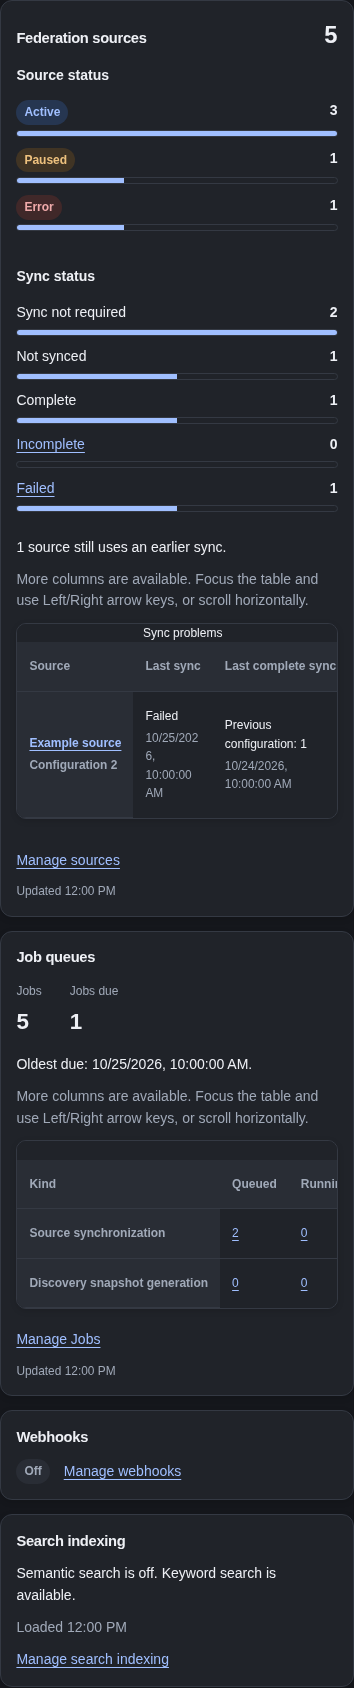 Federation sources 5
Source status
Active 3
Paused 1
Error 1
Sync status
Sync not required 2
Not synced 1
Complete 1
Incomplete 0
Failed 1
1 source still uses an earlier sync.
More columns are available. Focus the table and
use Left/Right arrow keys, or scroll horizontally.
Sync problems
Source Last sync Last complete sync
Example source
Configuration 2
Failed
10/25/202
6,
10:00:00
AM
Previous
configuration: 1
10/24/2026,
10:00:00 AM
Manage sources
Updated 12:00 PM
Job queues
Jobs Jobs due
5 1
Oldest due: 10/25/2026, 10:00:00 AM.
More columns are available. Focus the table and
use Left/Right arrow keys, or scroll horizontally.
Kind Queued
Source synchronization 2 0
Discovery snapshot generation 0 0
Manage Jobs
Updated 12:00 PM
Webhooks
Off Manage webhooks
Search indexing
Semantic search is off. Keyword search is
available.
Loaded 12:00 PM
Manage search indexing